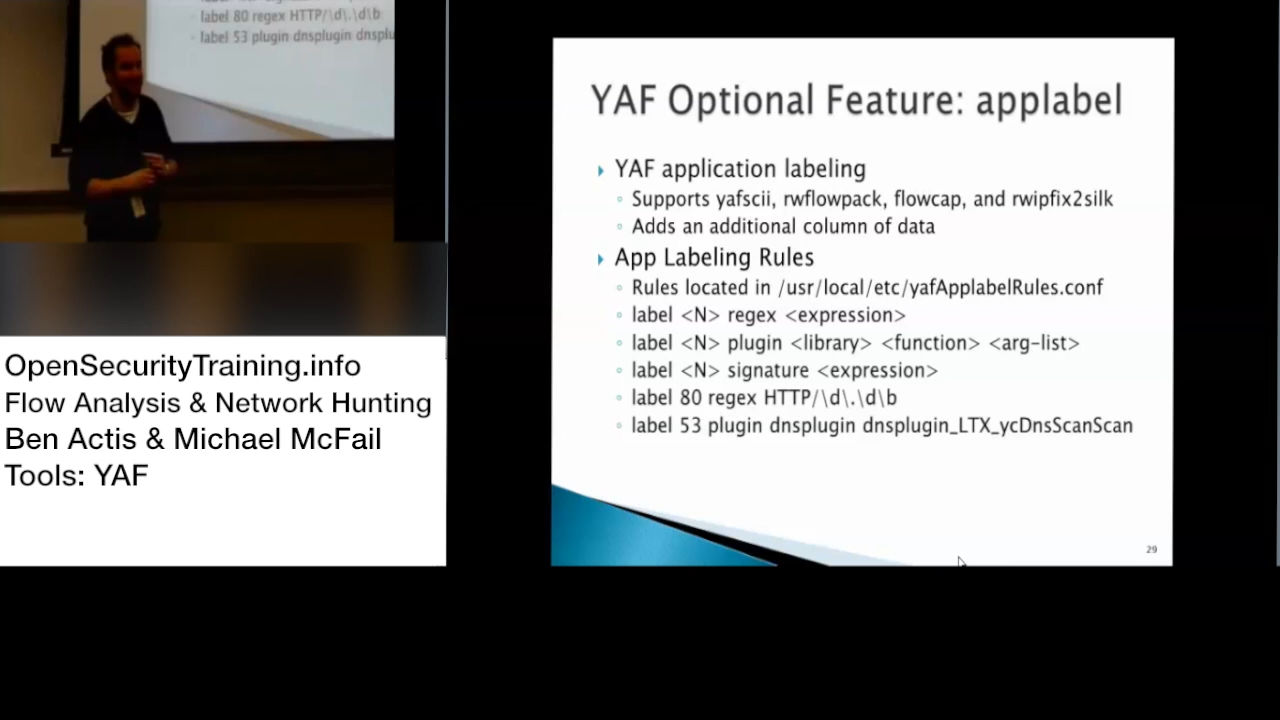 label 80 regex HTTP/\d\.\d\b
label 53 plugin dnsplugin dnsplu
OpenSecurityTraining.info
Flow Analysis & Network Hunting
Ben Actis & Michael McFail
Tools: YAF
YAF Optional Feature: applabel
YAF application labeling
Supports yafscii, rwflowpack, flowcap, and rwipfix2silk
Adds an additional column of data
App Labeling Rules
Rules located in /usr/local/etc/yafApplabelRules.conf
label <N> regex <expression>
label <N> plugin <library> <function> <arg-list>
label <N> signature <expression>
label 80 regex HTTP/\d\.\d\b
label 53 plugin dnsplugin dnsplugin_LTX_ycDnsScanScan
29